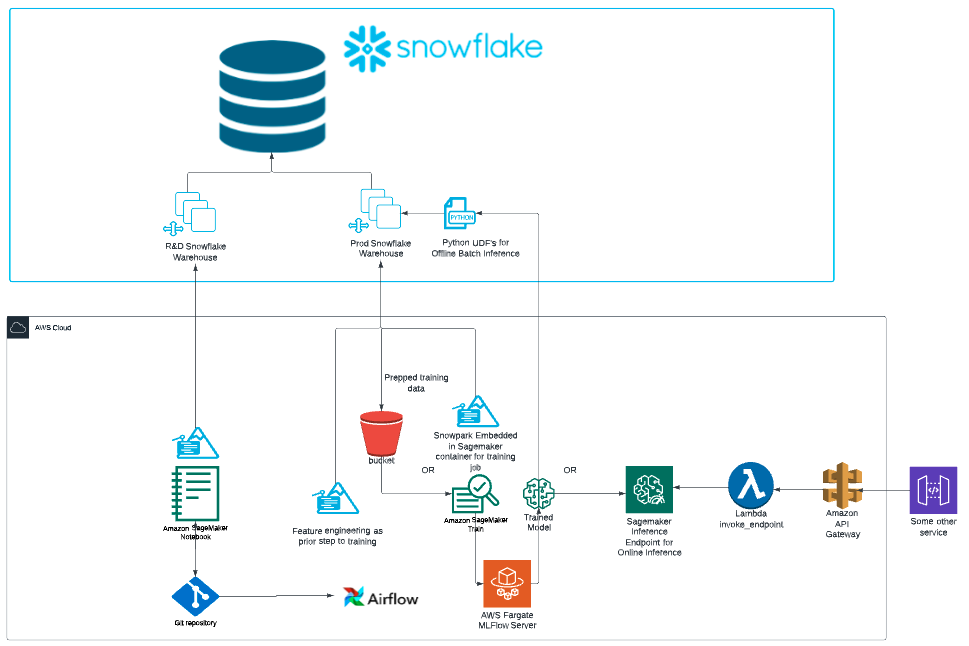 snowflake
R&D Snowflake
Warehouse
Prod Snowflake
Warehouse
PYTHON
Python UDF's for
Offline Batch Inference
AWS Cloud
Prepped training
data
bucket
OR
Snowpark Embedded
in Sagemaker
container for training
job
OR
Amazon SageMaker
Notebook
Feature engineering as
prior step to training
Amazon SageMaker
Train
Trained
Model
Sagemaker
Inference
Endpoint for
Online Inference
Lambda
invoke_endpoint
Amazon
API
Gateway
Some other
service
Git repository
Airflow
AWS Fargate
MLFlow Server